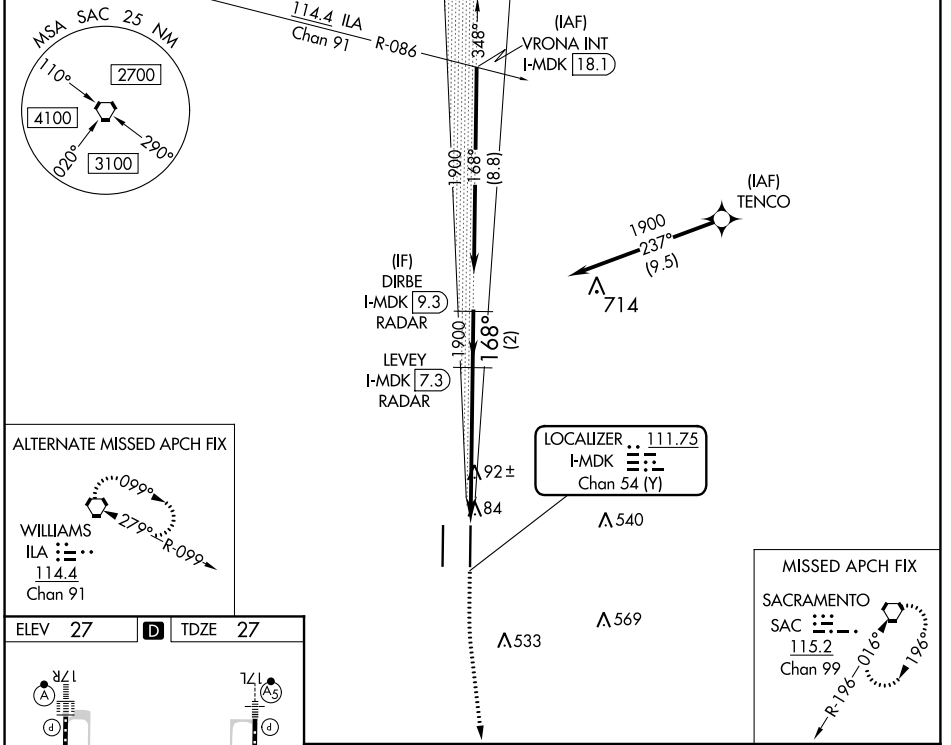 MSA SAC 25 NM
110°
2700
4100
020°
3100
290°
114.4 ILA
Chan 91
R-086
348°
(IAF)
VRONA INT
I-MDK 18.1
1900
168°
(8.8)
(IAF)
TENCO
1900
237°
(9.5)
714
(IF)
DIRBE
I-MDK 9.3
RADAR
1900
168°
(2)
LEVEY
I-MDK 7.3
RADAR
LOCALIZER 111.75
I-MDK
Chan 54 (Y)
92±
84
540
569
533
ALTERNATE MISSED APCH FIX
099°
279°
R-099
WILLIAMS
ILA
114.4
Chan 91
MISSED APCH FIX
SACRAMENTO
SAC
115.2
Chan 99
R-196
016°
196°
ELEV 27 D TDZE 27
17R
17L
A
A5
P
P